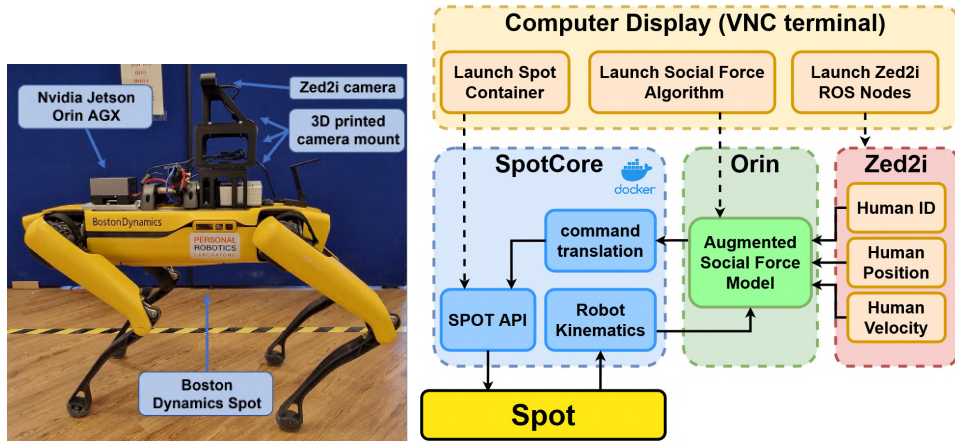 Nvidia Jetson
Orin AGX
Zed2i camera
3D printed
camera mount
BostonDynamics
PERSONAL
ROBOTICS
LABORATORY
Boston
Dynamics Spot
Computer Display (VNC terminal)
Launch Spot
Container
Launch Social Force
Algorithm
Launch Zed2i
ROS Nodes
SpotCore
docker
Orin
Zed2i
command
translation
Augmented
Social Force
Model
Human ID
Human
Position
Human
Velocity
SPOT API
Robot
Kinematics
Spot